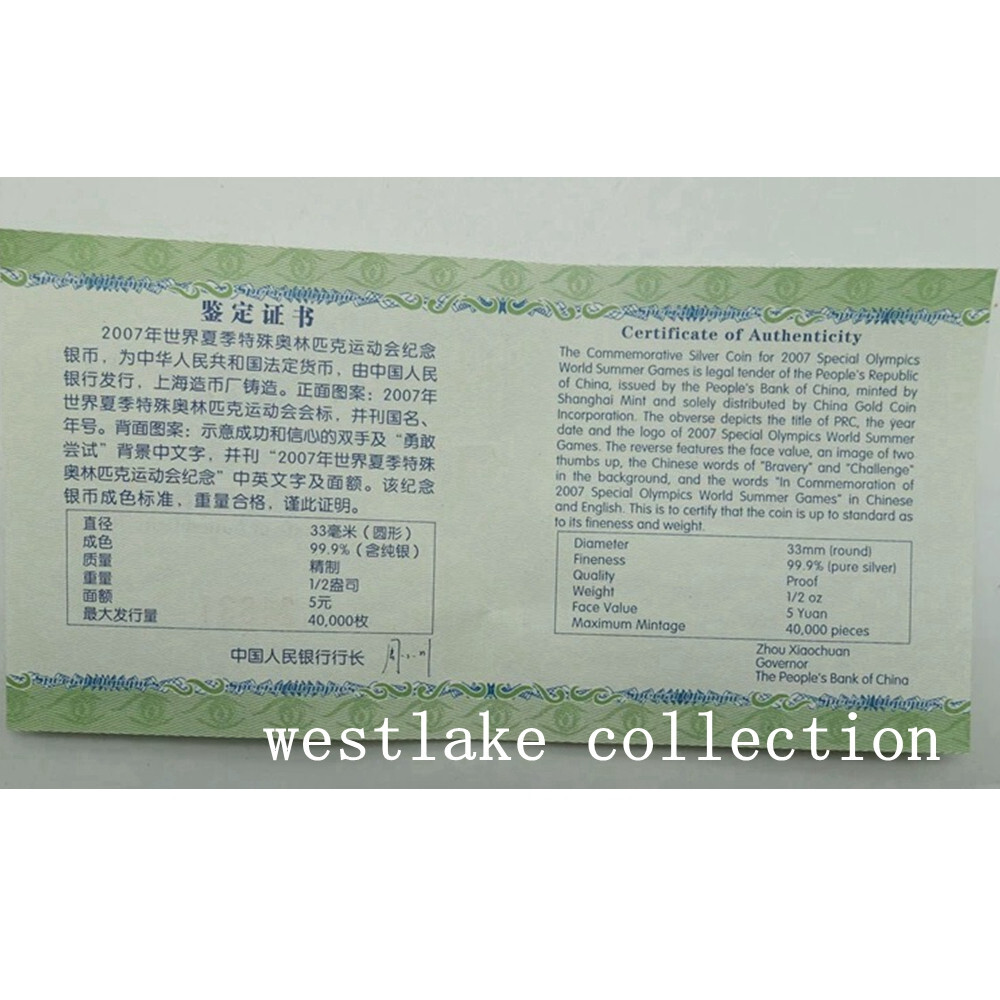 鉴定证书
2007年世界夏季特殊奥林匹克运动会纪念
银币，为中华人民共和国法定货币，由中国人民
银行发行，上海造币厂铸造。正面图案：2007年
世界夏季特殊奥林匹克运动会会标，并刊国名、
年号。背面图案：示意成功和信心的双手及“勇敢
尝试”背景中文字，并刊“2007年世界夏季特殊
奥林匹克运动会纪念”中英文字及面额。该纪念
银币成色标准，重量合格，谨此证明。
直径 33毫米（圆形）
成色 99.9%（含纯银）
质量 精制
重量 1/2盎司
面额 5元
最大发行量 40,000枚
中国人民银行行长
Certificate of Authenticity
The Commemorative Silver Coin for 2007 Special Olympics
World Summer Games is legal tender of the People's Republic
of China, issued by the People's Bank of China, minted by
Shanghai Mint and solely distributed by China Gold Coin
Incorporation. The obverse depicts the title of PRC, the year
date and the logo of 2007 Special Olympics World Summer
Games. The reverse features the face value, an image of two
thumbs up, the Chinese words of "Bravery" and "Challenge"
in the background, and the words "In Commemoration of
2007 Special Olympics World Summer Games" in Chinese
and English. This is to certify that the coin is up to standard as
to its fineness and weight.
Diameter 33mm (round)
Fineness 99.9% (pure silver)
Quality Proof
Weight 1/2 oz
Face Value 5 Yuan
Maximum Mintage 40,000 pieces
Zhou Xiaochuan
Governor
The People's Bank of China
westlake collection